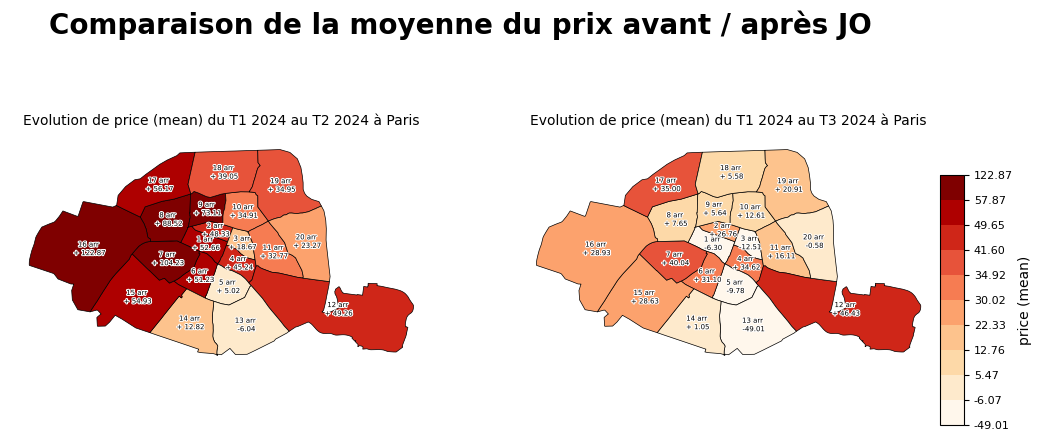 Comparaison de la moyenne du prix avant / après JO
Evolution de price (mean) du T1 2024 au T2 2024 à Paris
17 arr
+ 56.17
18 arr
+ 39.05
19 arr
+ 34.95
8 arr
+ 88.52
9 arr
+ 73.11
10 arr
+ 34.91
2 arr
+ 48.33
16 arr
+ 122.87
1 arr
+ 52.66
3 arr
+ 18.67
11 arr
+ 32.77
20 arr
+ 23.27
7 arr
+ 104.23
4 arr
+ 45.24
6 arr
5 arr
+ 5.02
15 arr
+ 54.93
12 arr
+ 49.26
14 arr
+ 12.82
13 arr
-6.04
Evolution de price (mean) du T1 2024 au T3 2024 à Paris
17 arr
+ 35.00
18 arr
+ 5.58
19 arr
+ 20.91
8 arr
+ 7.65
9 arr
+ 5.64
10 arr
+ 12.61
2 arr
+ 26.76
16 arr
+ 28.93
1 arr
-6.30
3 arr
-12.51
11 arr
+ 16.11
20 arr
-0.58
7 arr
+ 40.04
4 arr
+ 34.62
6 arr
+ 31.10
5 arr
-9.78
15 arr
+ 28.63
12 arr
+ 46.43
14 arr
+ 1.05
13 arr
-49.01
122.87
57.87
49.65
41.60
34.92
30.02
22.33
12.76
5.47
-6.07
-49.01
price (mean)